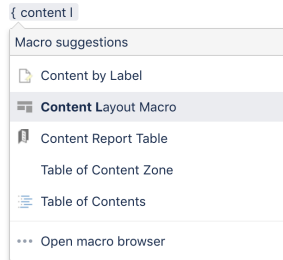 { content l
Macro suggestions
Content by Label
Content Layout Macro
Content Report Table
Table of Content Zone
Table of Contents
Open macro browser